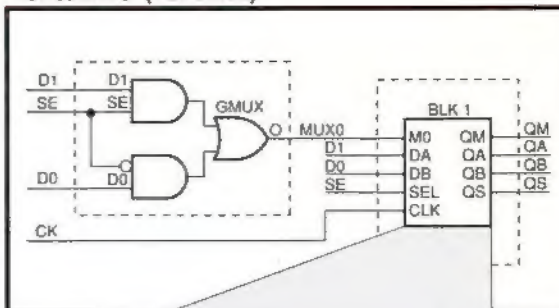 D1 D1
SE SE
GMUX
O MUX0
D1
D0
SE
D0 D0
CK
BLK 1
M0 QM QM
DA QA QA
DB QB QB
SEL QS QS
CLK